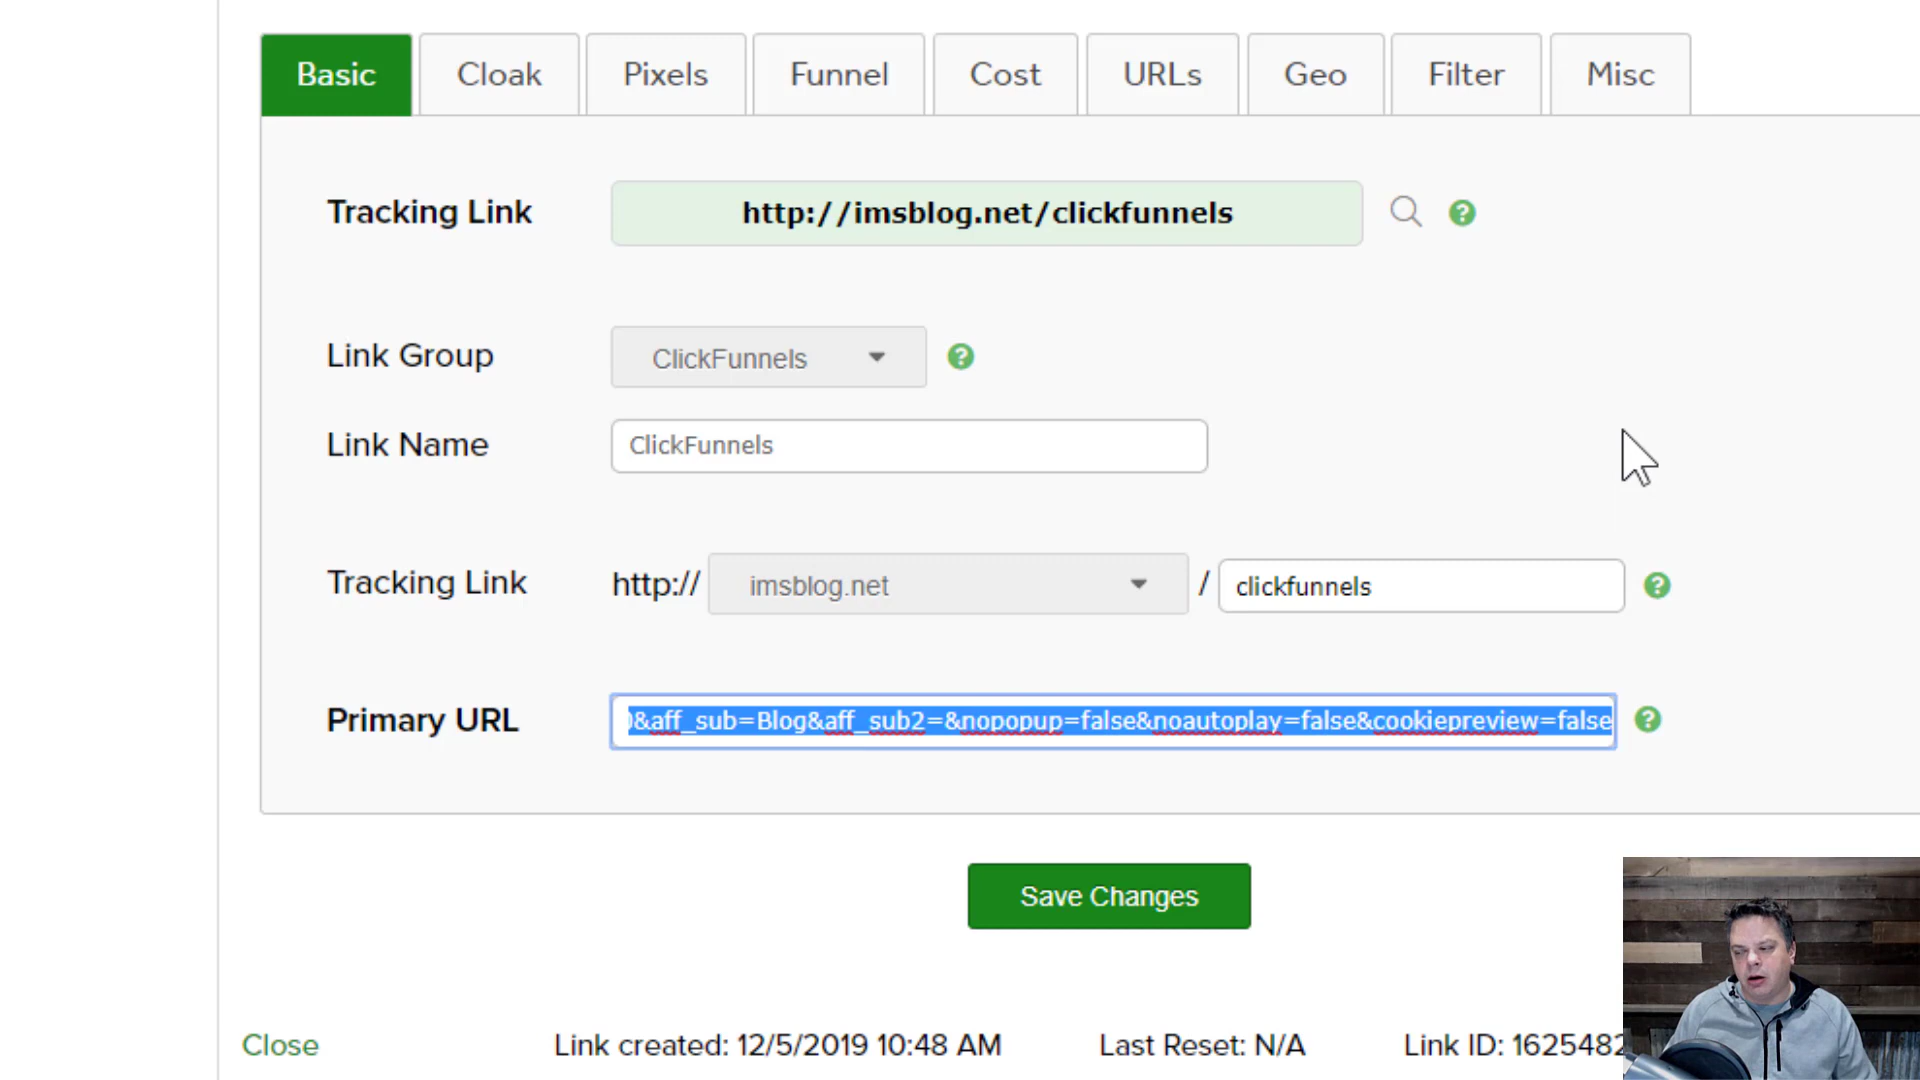 Basic Cloak Pixels Funnel Cost URLs Geo Filter Misc
Tracking Link http://imsblog.net/clickfunnels
Link Group ClickFunnels
Link Name ClickFunnels
Tracking Link http:// imsblog.net / clickfunnels
Primary URL &aff_sub=Blog&aff_sub2=&nopopup=false&noautoplay=false&cookiepreview=false
Save Changes
Close Link created: 12/5/2019 10:48 AM Last Reset: N/A Link ID: 1625482